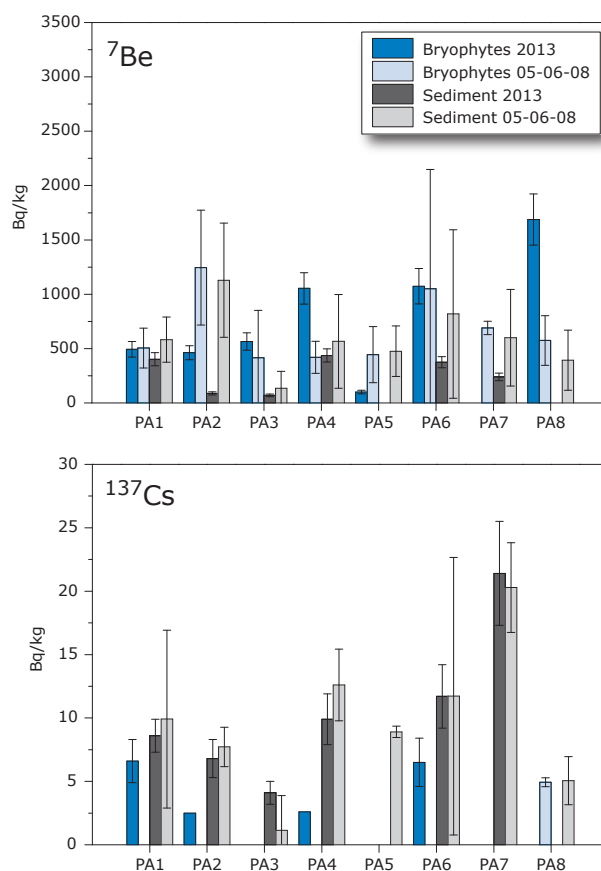 3500
3000
2500
2000
1500
1000
500
0
Bq/kg
⁷Be
Bryophytes 2013
Bryophytes 05-06-08
Sediment 2013
Sediment 05-06-08
PA1 PA2 PA3 PA4 PA5 PA6 PA7 PA8
30
25
20
15
10
5
0
Bq/kg
¹³⁷Cs
PA1 PA2 PA3 PA4 PA5 PA6 PA7 PA8